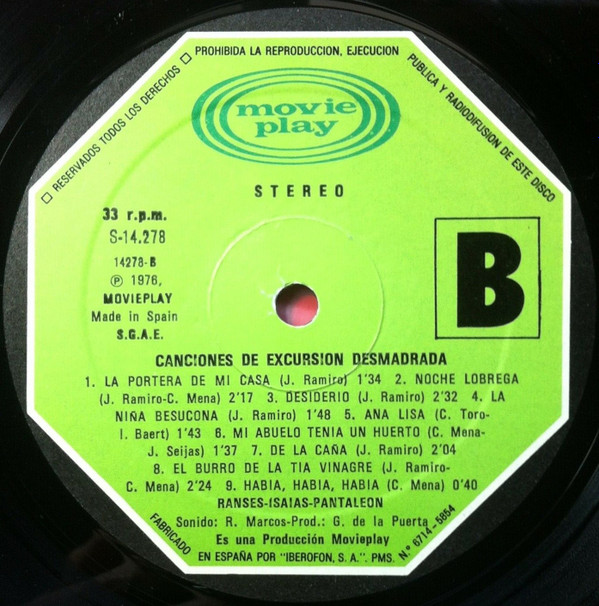 □ RESERVADOS TODOS LOS DERECHOS □ PROHIBIDA LA REPRODUCCION, EJECUCION PUBLICA Y RADIODIFUSION DE ESTE DISCO
movie
play
STEREO
33 r.p.m.
S-14.278
14278-B
Ⓟ 1976,
MOVIEPLAY
Made in Spain
S.G.A.E.
B
CANCIONES DE EXCURSION DESMADRADA
1. LA PORTERA DE MI CASA (J. Ramiro) 1'34 2. NOCHE LOBREGA
(J. Ramiro-C. Mena) 2'17 3. DESIDERIO (J. Ramiro) 2'32 4. LA
NIÑA BESUCONA (J. Ramiro) 1'48 5. ANA LISA (C. Toro-
I. Baert) 1'43 6. MI ABUELO TENIA UN HUERTO (C. Mena-
J. Seijas) 1'37 7. DE LA CAÑA (J. Ramiro) 2'04
8. EL BURRO DE LA TIA VINAGRE (J. Ramiro-
C. Mena) 2'24 9. HABIA, HABIA, HABIA (C. Mena) 0'40
RANSES-ISAIAS-PANTALEON
Sonido: R. Marcos-Prod.: G. de la Puerta
Es una Producción Movieplay
FABRICADO EN ESPAÑA POR "IBEROFON, S. A.". PMS. N.º 6714-5854